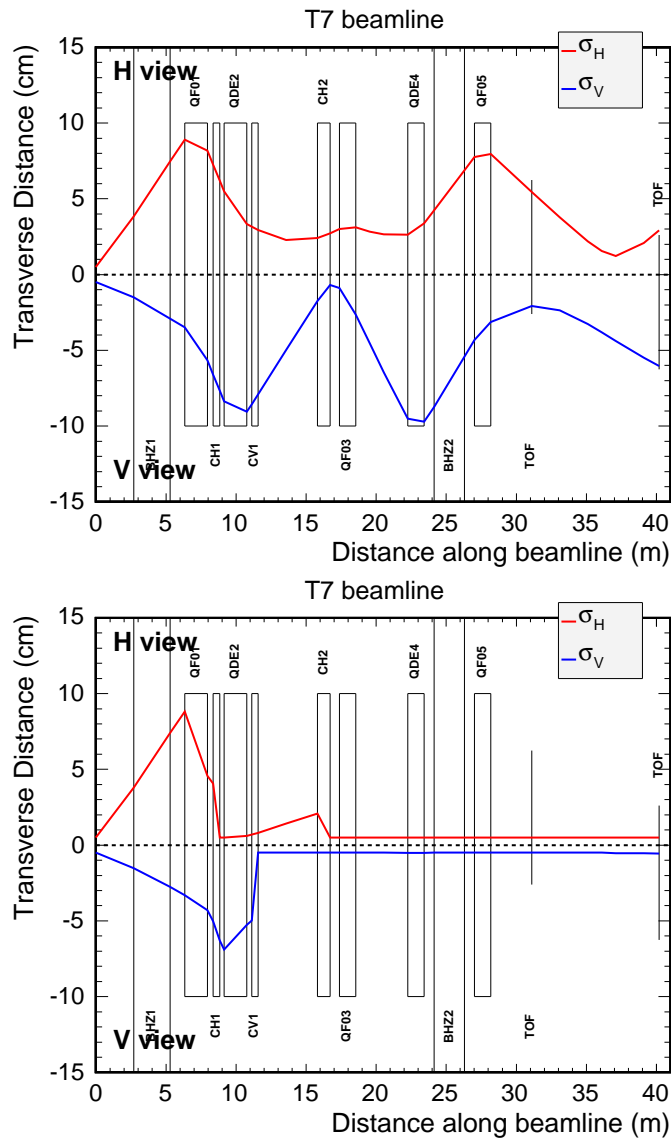 T7 beamline
15
10
5
0
-5
-10
-15
Transverse Distance (cm)
H view
V view
QF01
QDE2
CH2
QDE4
QF05
TOF
BHZ1
CH1
CV1
QF03
BHZ2
TOF
σH
σV
0 5 10 15 20 25 30 35 40
Distance along beamline (m)
T7 beamline
15
10
5
0
-5
-10
-15
Transverse Distance (cm)
H view
V view
QF01
QDE2
CH2
QDE4
QF05
TOF
BHZ1
CH1
CV1
QF03
BHZ2
TOF
σH
σV
0 5 10 15 20 25 30 35 40
Distance along beamline (m)